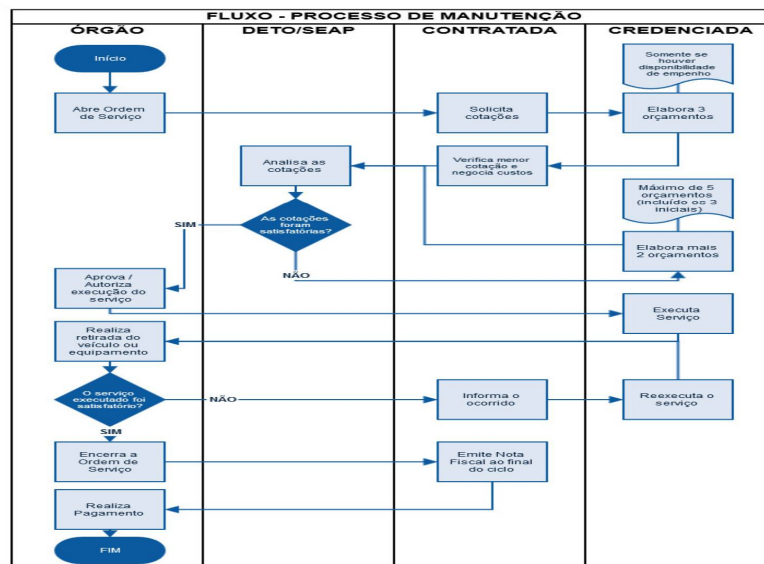 FLUXO - PROCESSO DE MANUTENÇÃO
ÓRGÃO
DETO/SEAP
CONTRATADA
CREDENCIADA
Início
Somente se
houver
disponibilidade
de empenho
Abre Ordem
de Serviço
Solicita
cotações
Elabora 3
orçamentos
Analisa as
cotações
Verifica menor
cotação e
negocia custos
As cotações
foram
satisfatórias?
SIM
NÃO
Máximo de 5
orçamentos
(incluído os 3
iniciais)
Elabora mais
2 orçamentos
Aprova /
Autoriza
execução do
serviço
Executa
Serviço
Realiza
retirada do
veículo ou
equipamento
O serviço
executado foi
satisfatório?
NÃO
SIM
Informa o
ocorrido
Reexecuta o
serviço
Encerra a
Ordem de
Serviço
Emite Nota
Fiscal ao final
do ciclo
Realiza
Pagamento
FIM